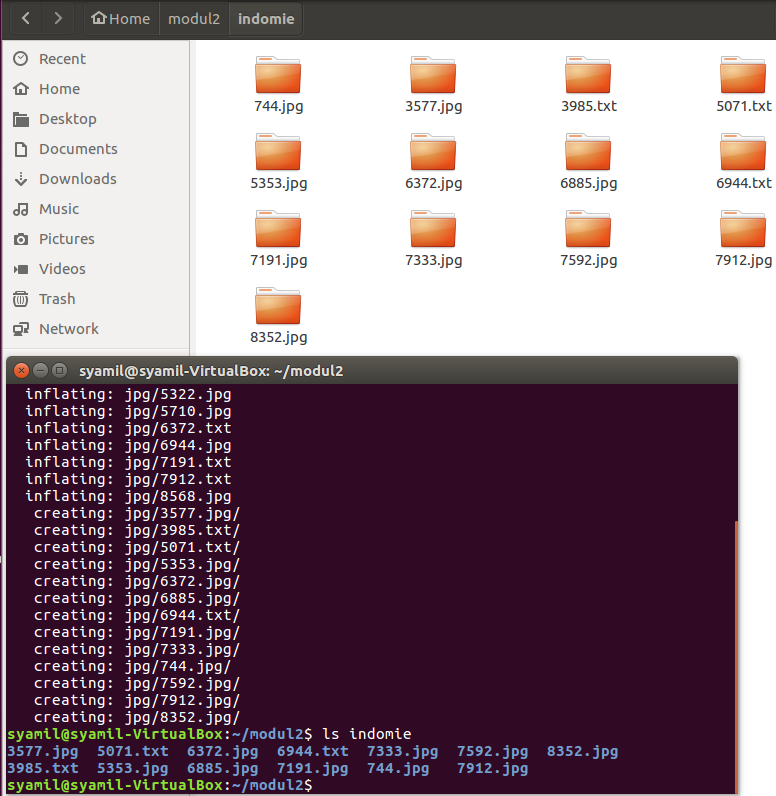 Home modul2 indomie
Recent
Home
Desktop
Documents
Downloads
Music
Pictures
Videos
Trash
Network
744.jpg 3577.jpg 3985.txt 5071.txt
5353.jpg 6372.jpg 6885.jpg 6944.txt
7191.jpg 7333.jpg 7592.jpg 7912.jpg
8352.jpg
syamil@syamil-VirtualBox: ~/modul2
inflating: jpg/5322.jpg
inflating: jpg/5710.jpg
inflating: jpg/6372.txt
inflating: jpg/6944.jpg
inflating: jpg/7191.txt
inflating: jpg/7912.txt
inflating: jpg/8568.jpg
creating: jpg/3577.jpg/
creating: jpg/3985.txt/
creating: jpg/5071.txt/
creating: jpg/5353.jpg/
creating: jpg/6372.jpg/
creating: jpg/6885.jpg/
creating: jpg/6944.txt/
creating: jpg/7191.jpg/
creating: jpg/7333.jpg/
creating: jpg/744.jpg/
creating: jpg/7592.jpg/
creating: jpg/7912.jpg/
creating: jpg/8352.jpg/
syamil@syamil-VirtualBox:~/modul2$ ls indomie
3577.jpg 5071.txt 6372.jpg 6944.txt 7333.jpg 7592.jpg 8352.jpg
3985.txt 5353.jpg 6885.jpg 7191.jpg 744.jpg 7912.jpg
syamil@syamil-VirtualBox:~/modul2$